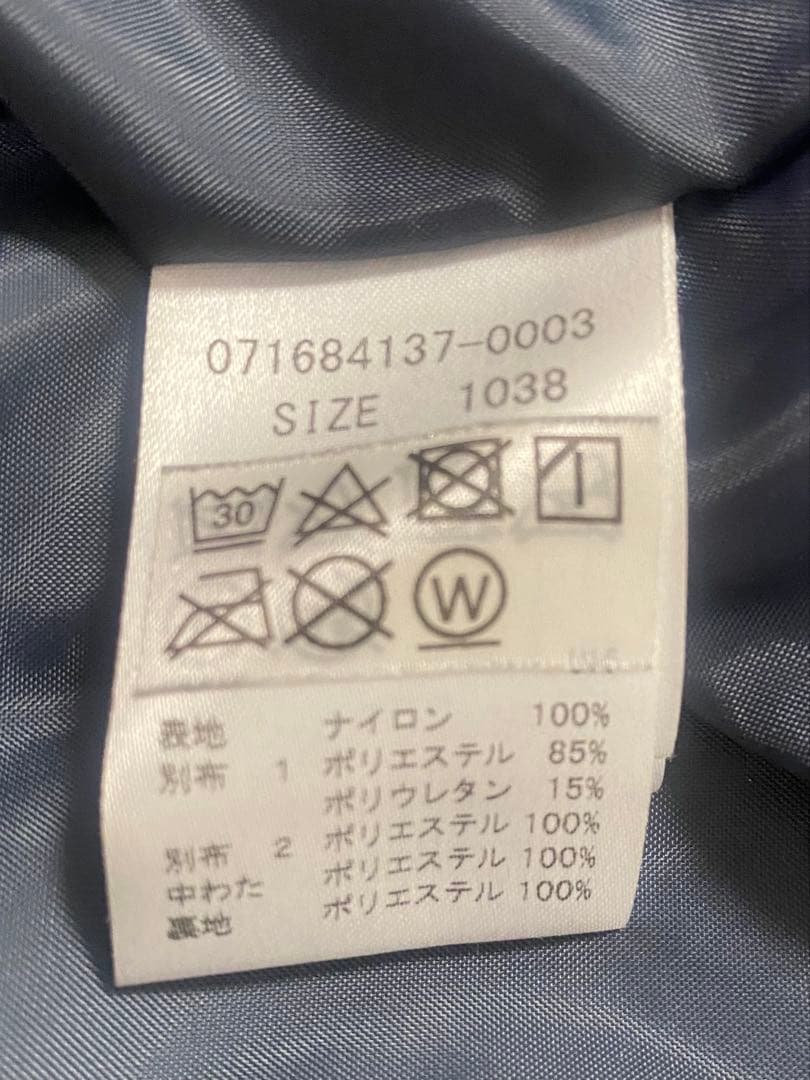 071684137-0003
SIZE 1038
30
W
表地 ナイロン 100%
別布 1 ポリエステル 85%
ポリウレタン 15%
別布 2 ポリエステル 100%
中わた ポリエステル 100%
裏地 ポリエステル 100%